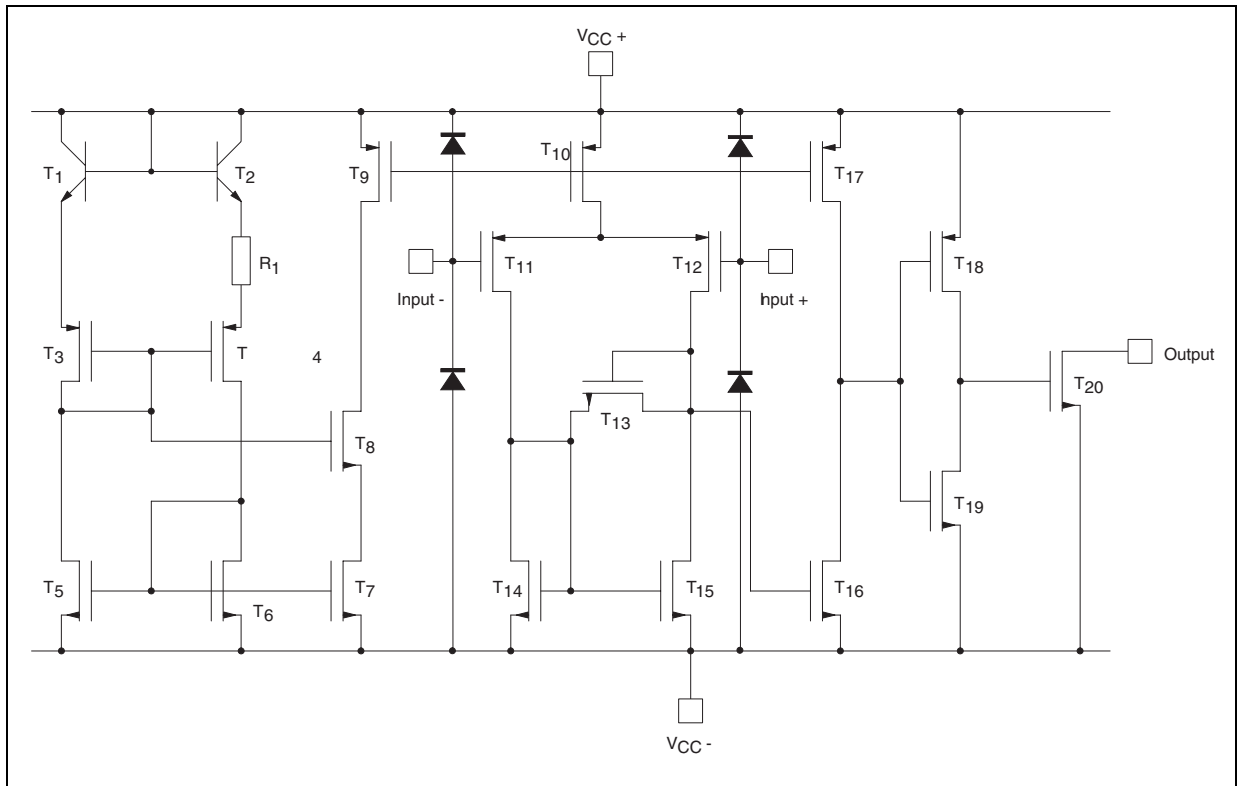 VCC +
T1
T2
T9
T10
T17
R1
T11
T12
T18
Input -
nput +
T3
T
4
Output
T20
T13
T8
T19
T5
T6
T7
T14
T15
T16
VCC -